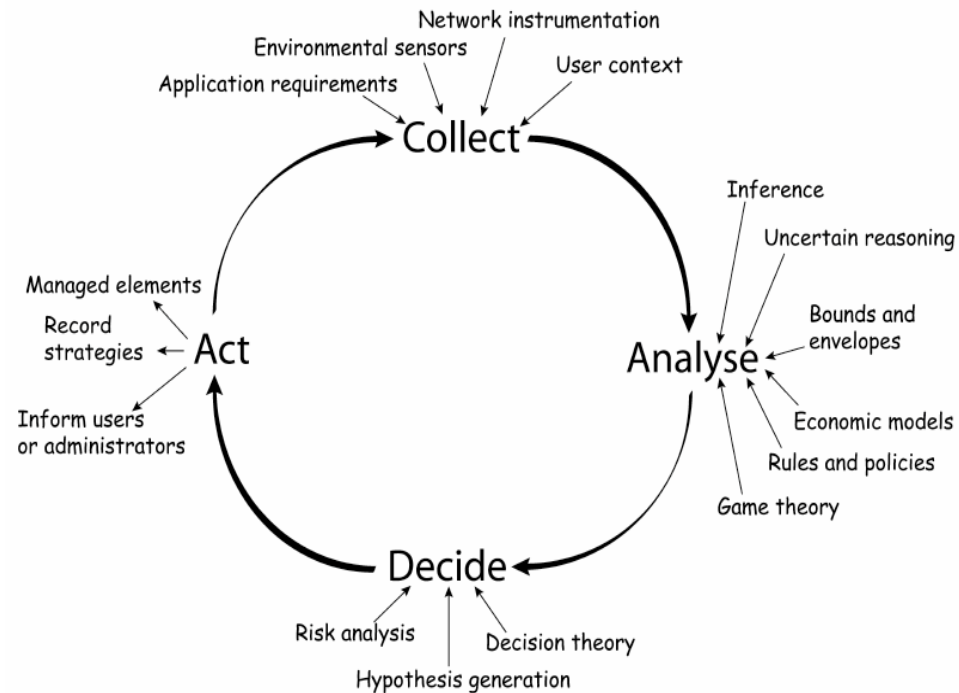 Network instrumentation
Environmental sensors
User context
Application requirements
Collect
Inference
Uncertain reasoning
Managed elements
Bounds and
envelopes
Record
strategies
Act
Analyse
Inform users
or administrators
Economic models
Rules and policies
Game theory
Decide
Risk analysis
Decision theory
Hypothesis generation